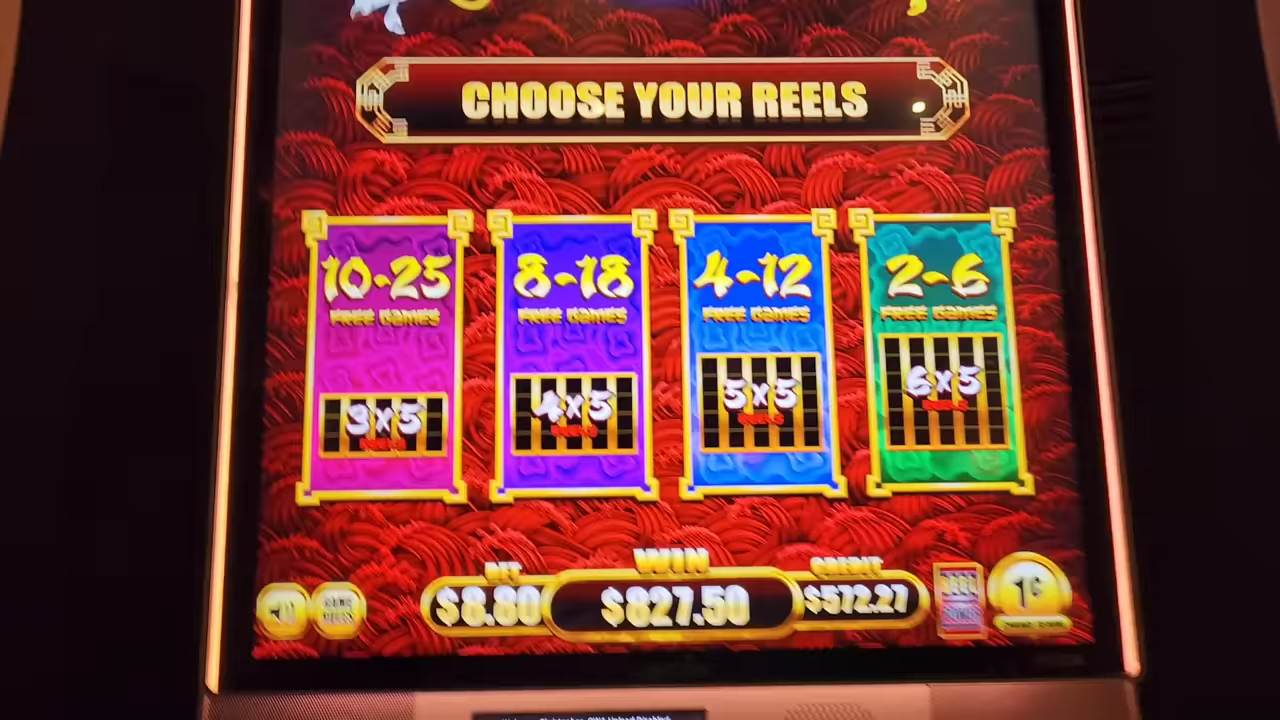 CHOOSE YOUR REELS
10-25
FREE GAMES
3x5
8-18
FREE GAMES
4x5
4-12
FREE GAMES
5x5
2-6
FREE GAMES
6x5
BET
$8.80
WIN
$827.50
CREDIT
$572.27
1¢